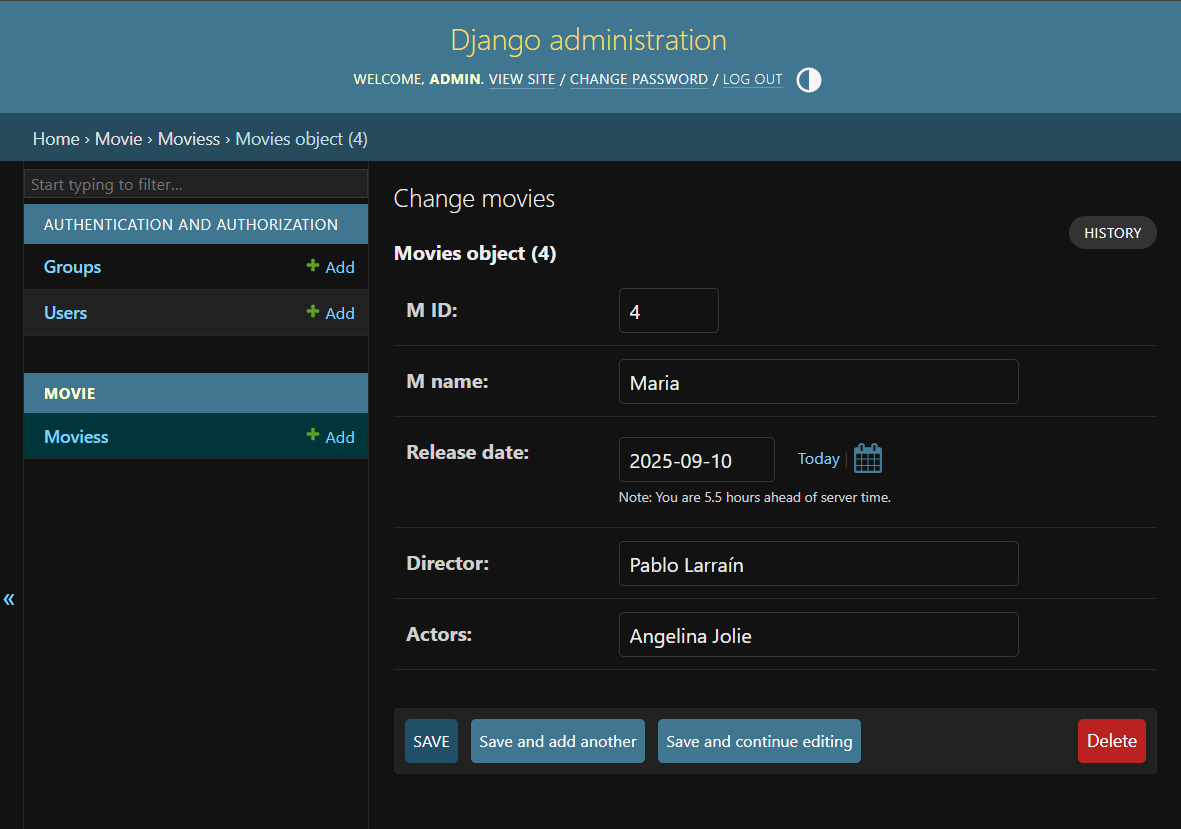 Django administration
WELCOME, ADMIN. VIEW SITE / CHANGE PASSWORD / LOG OUT
Home › Movie › Moviess › Movies object (4)
Start typing to filter...
AUTHENTICATION AND AUTHORIZATION
Groups + Add
Users + Add
MOVIE
Moviess + Add
«
Change movies
HISTORY
Movies object (4)
M ID: 4
M name: Maria
Release date: 2025-09-10 Today |
Note: You are 5.5 hours ahead of server time.
Director: Pablo Larraín
Actors: Angelina Jolie
SAVE Save and add another Save and continue editing Delete